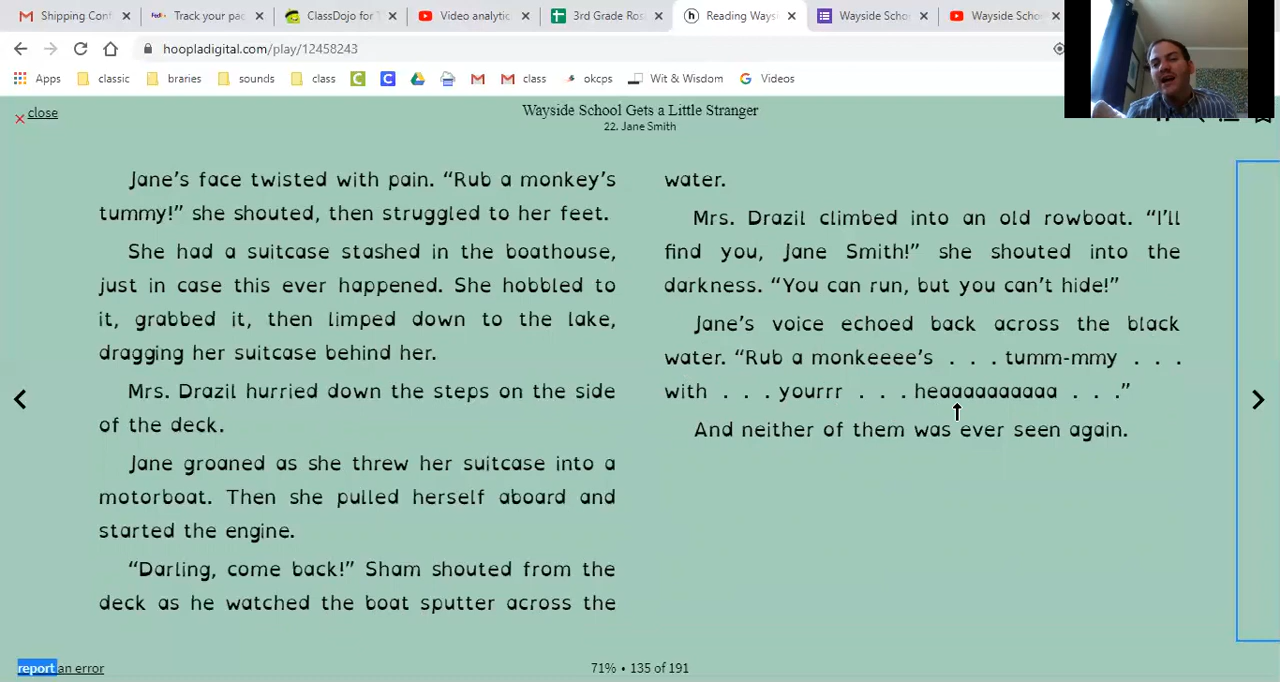 Shipping Conf
Track your pac
ClassDojo for T
Video analytic
3rd Grade Ros
Reading Waysi
Wayside Scho
Wayside Scho
hoopladigital.com/play/12458243
Apps classic braries sounds class okcps class Wit & Wisdom Videos
close
Wayside School Gets a Little Stranger
22. Jane Smith
Jane's face twisted with pain. “Rub a monkey's
tummy!” she shouted, then struggled to her feet.
She had a suitcase stashed in the boathouse,
just in case this ever happened. She hobbled to
it, grabbed it, then limped down to the lake,
dragging her suitcase behind her.
Mrs. Drazil hurried down the steps on the side
of the deck.
Jane groaned as she threw her suitcase into a
motorboat. Then she pulled herself aboard and
started the engine.
“Darling, come back!” Sham shouted from the
deck as he watched the boat sputter across the
water.
Mrs. Drazil climbed into an old rowboat. “I'll
find you, Jane Smith!” she shouted into the
darkness. “You can run, but you can't hide!”
Jane's voice echoed back across the black
water. “Rub a monkeeee's . . . tumm-mmy . . .
with . . . yourrr . . . heaaaaaaaaaa . . .”
And neither of them was ever seen again.
report an error
71% • 135 of 191